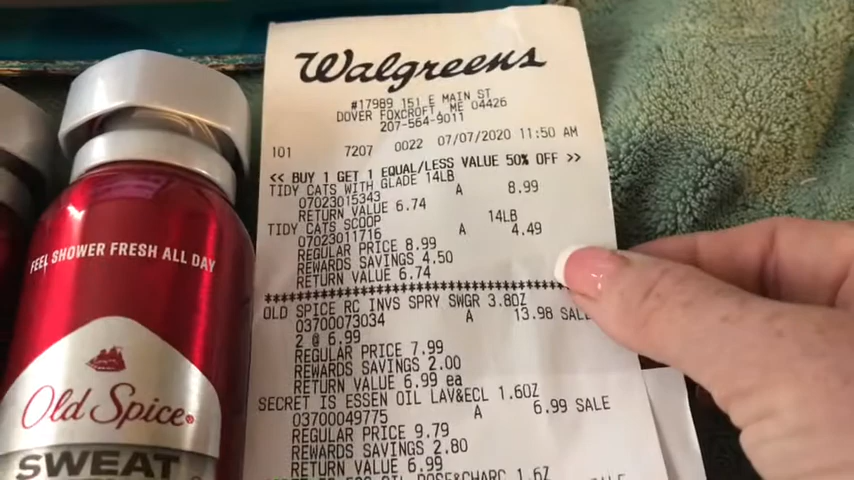 Walgreens
#17989 151 E MAIN ST
DOVER FOXCROFT, ME 04426
207-564-9011
101 7207 0022 07/07/2020 11:50 AM
<< BUY 1 GET 1 EQUAL/LESS VALUE 50% OFF >>
TIDY CATS WITH GLADE 14LB
07023015343 A 8.99
RETURN VALUE 6.74
TIDY CATS SCOOP 14LB
07023011716 A 4.49
REGULAR PRICE 8.99
REWARDS SAVINGS 4.50
RETURN VALUE 6.74
OLD SPICE RC INVS SPRY SWGR 3.8OZ
03700073034 A 13.98 SALE
2 @ 6.99
REGULAR PRICE 7.99
REWARDS SAVINGS 2.00
RETURN VALUE 6.99 ea
SECRET IS ESSEN OIL LAV&ECL 1.6OZ
03700049775 A 6.99 SALE
REGULAR PRICE 9.79
REWARDS SAVINGS 2.80
RETURN VALUE 6.99
FEEL SHOWER FRESH ALL DAY
Old Spice
SWEAT